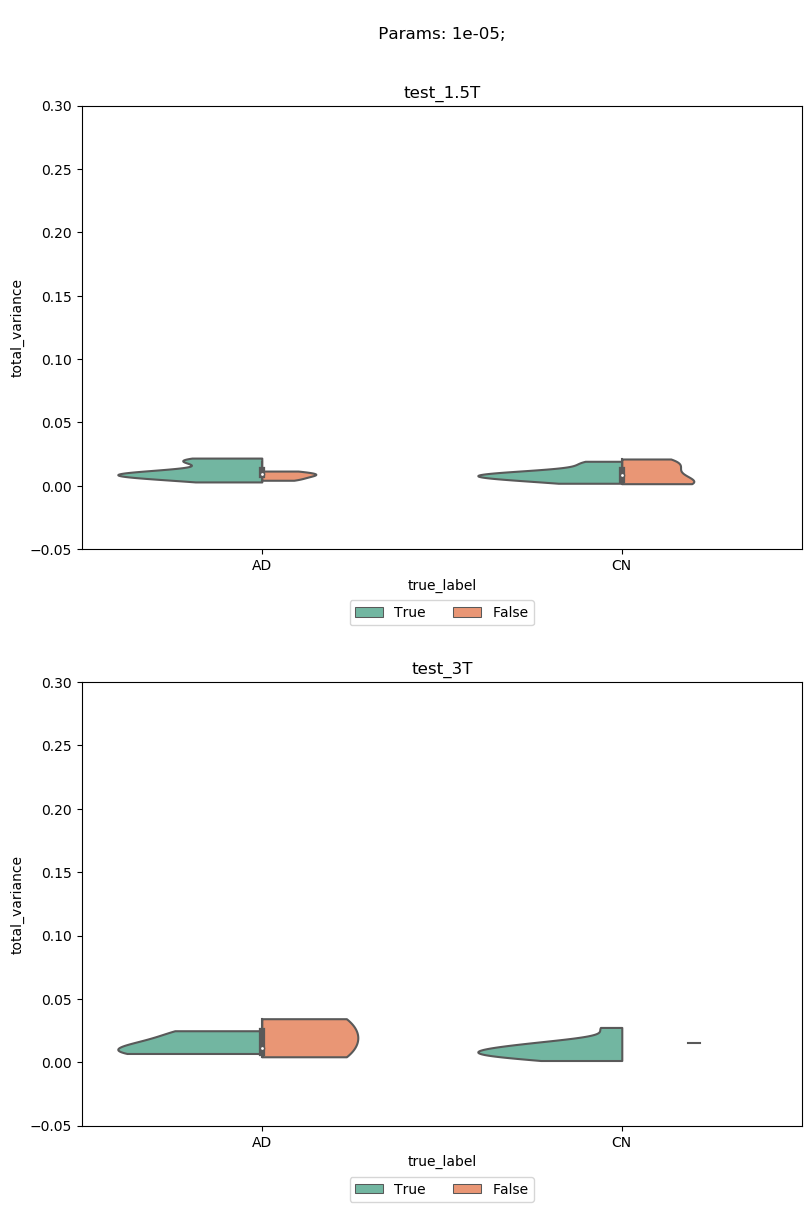 Params: 1e-05;
test_1.5T
0.30
0.25
0.20
0.15
0.10
0.05
0.00
−0.05
total_variance
AD CN
true_label
True False
test_3T
0.30
0.25
0.20
0.15
0.10
0.05
0.00
−0.05
total_variance
AD CN
true_label
True False